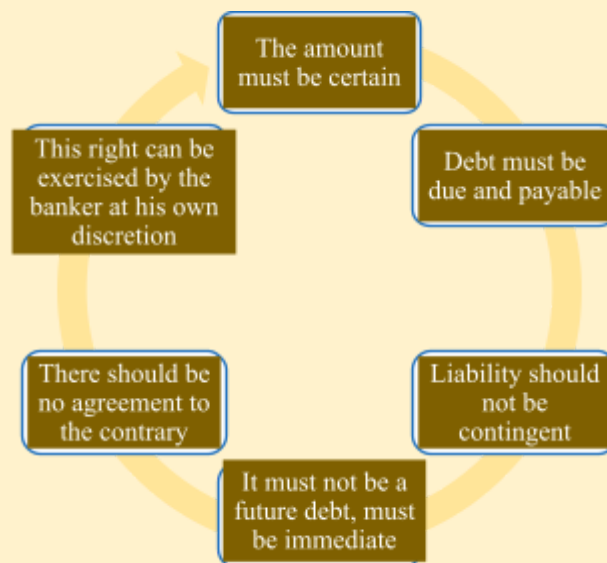 The amount
must be certain
Debt must be
due and payable
Liability should
not be
contingent
It must not be a
future debt, must
be immediate
There should be
no agreement to
the contrary
This right can be
exercised by the
banker at his own
discretion